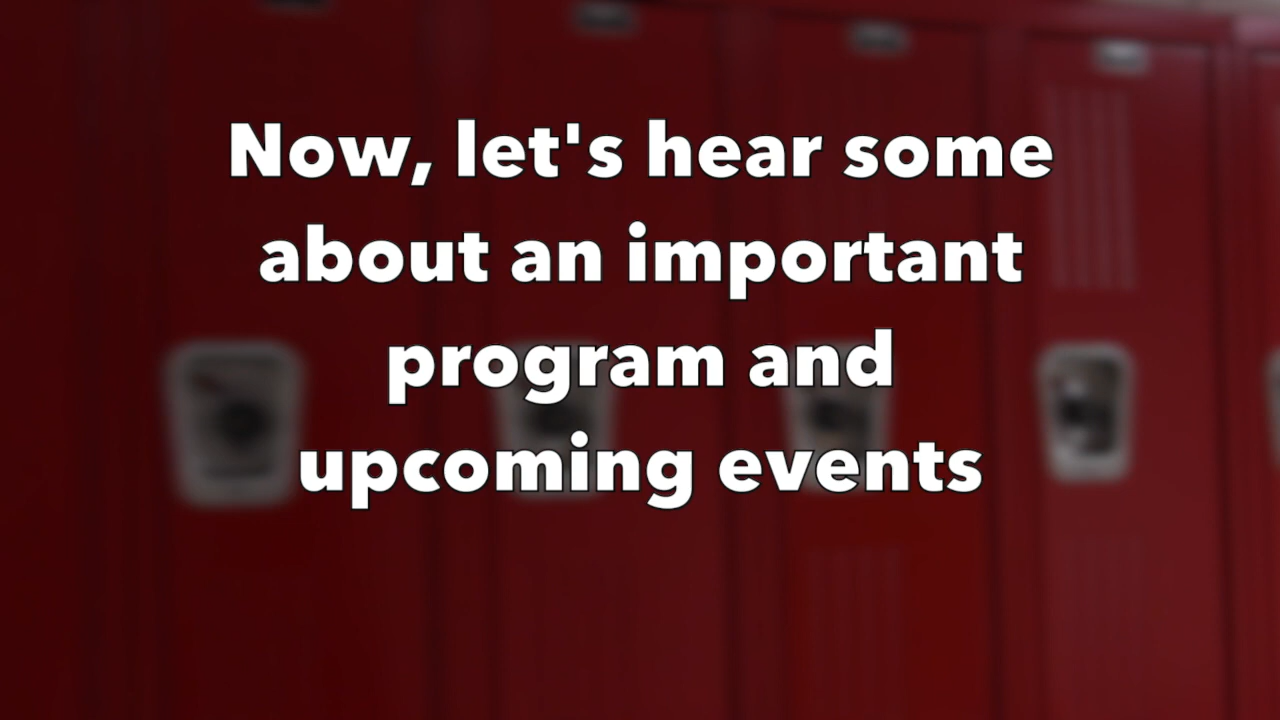 Now, let's hear some
about an important
program and
upcoming events